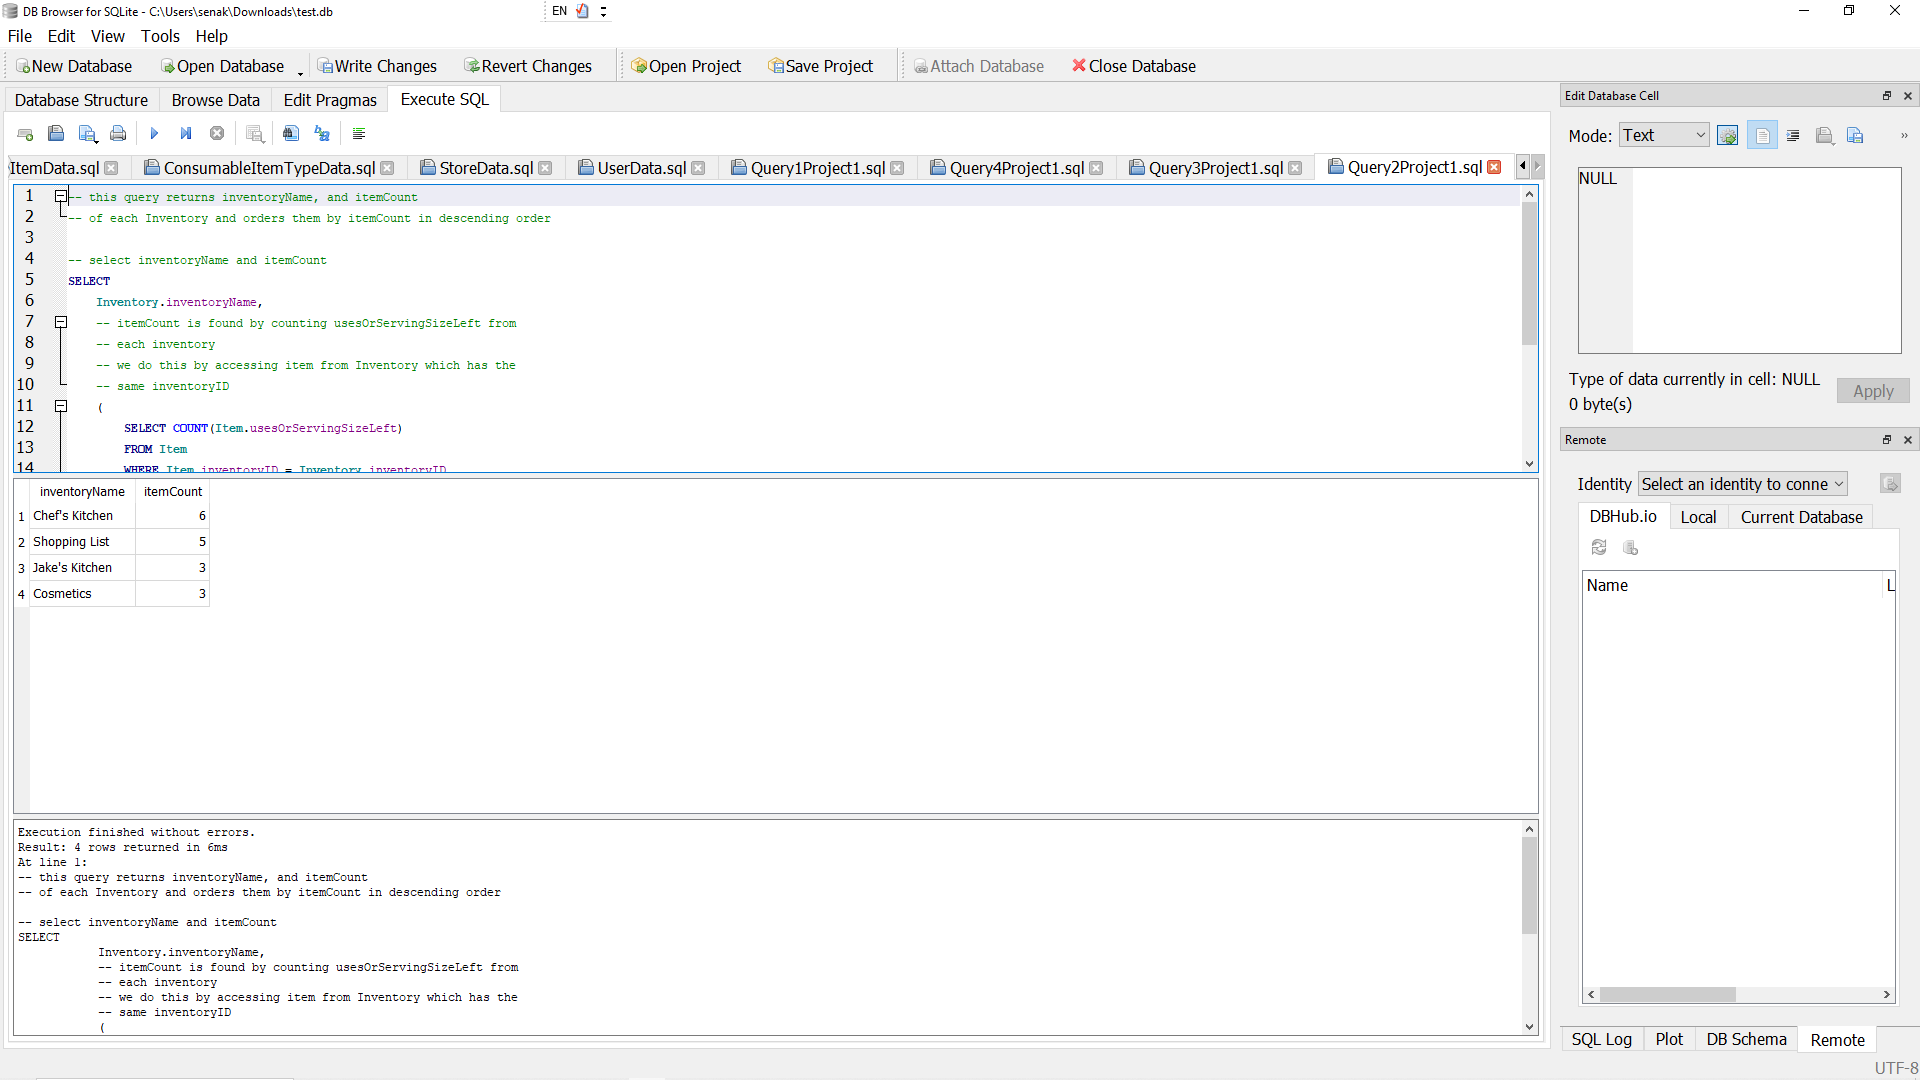 DB Browser for SQLite - C:\Users\senak\Downloads\test.db
EN
File Edit View Tools Help
New Database Open Database Write Changes Revert Changes Open Project Save Project Attach Database Close Database
Database Structure Browse Data Edit Pragmas Execute SQL
ItemData.sql ConsumableItemTypeData.sql StoreData.sql UserData.sql Query1Project1.sql Query4Project1.sql Query3Project1.sql Query2Project1.sql
1 -- this query returns inventoryName, and itemCount
2 -- of each Inventory and orders them by itemCount in descending order
3
4 -- select inventoryName and itemCount
5 SELECT
6 Inventory.inventoryName,
7 -- itemCount is found by counting usesOrServingSizeLeft from
8 -- each inventory
9 -- we do this by accessing item from Inventory which has the
10 -- same inventoryID
11 (
12 SELECT COUNT(Item.usesOrServingSizeLeft)
13 FROM Item
14 WHERE Item.inventoryID = Inventory.inventoryID
inventoryName itemCount
1 Chef's Kitchen 6
2 Shopping List 5
3 Jake's Kitchen 3
4 Cosmetics 3
Execution finished without errors.
Result: 4 rows returned in 6ms
At line 1:
-- this query returns inventoryName, and itemCount
-- of each Inventory and orders them by itemCount in descending order
-- select inventoryName and itemCount
SELECT
Inventory.inventoryName,
-- itemCount is found by counting usesOrServingSizeLeft from
-- each inventory
-- we do this by accessing item from Inventory which has the
-- same inventoryID
(
Edit Database Cell
Mode: Text
NULL
Type of data currently in cell: NULL
0 byte(s)
Apply
Remote
Identity Select an identity to conne
DBHub.io Local Current Database
Name L
SQL Log Plot DB Schema Remote
UTF-8